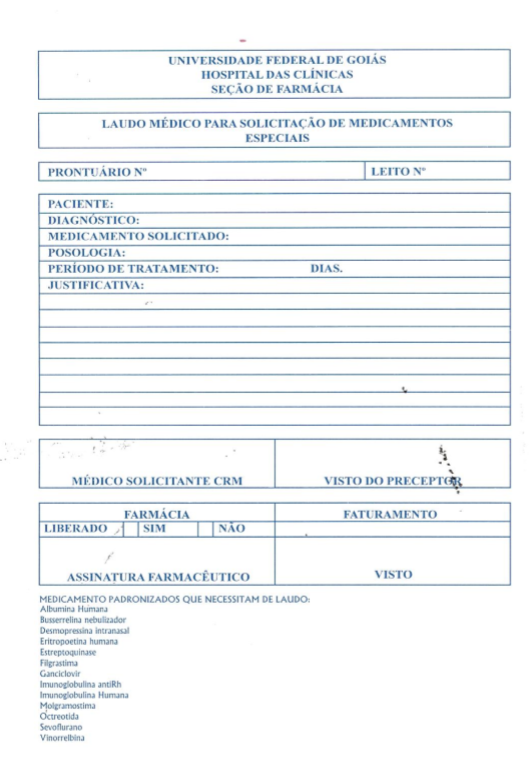 UNIVERSIDADE FEDERAL DE GOIÁS
HOSPITAL DAS CLÍNICAS
SEÇÃO DE FARMÁCIA
LAUDO MÉDICO PARA SOLICITAÇÃO DE MEDICAMENTOS
ESPECIAIS
PRONTUÁRIO Nº LEITO Nº
PACIENTE:
DIAGNÓSTICO:
MEDICAMENTO SOLICITADO:
POSOLOGIA:
PERÍODO DE TRATAMENTO: DIAS.
JUSTIFICATIVA:
MÉDICO SOLICITANTE CRM VISTO DO PRECEPTOR
FARMÁCIA FATURAMENTO
LIBERADO SIM NÃO
ASSINATURA FARMACÊUTICO VISTO
MEDICAMENTO PADRONIZADOS QUE NECESSITAM DE LAUDO:
Albumina Humana
Busserrelina nebulizador
Desmopressina intranasal
Eritropoetina humana
Estreptoquinase
Filgrastima
Ganciclovir
Imunoglobulina antiRh
Imunoglobulina Humana
Molgramostima
Octreotida
Sevoflurano
Vinorrelbina